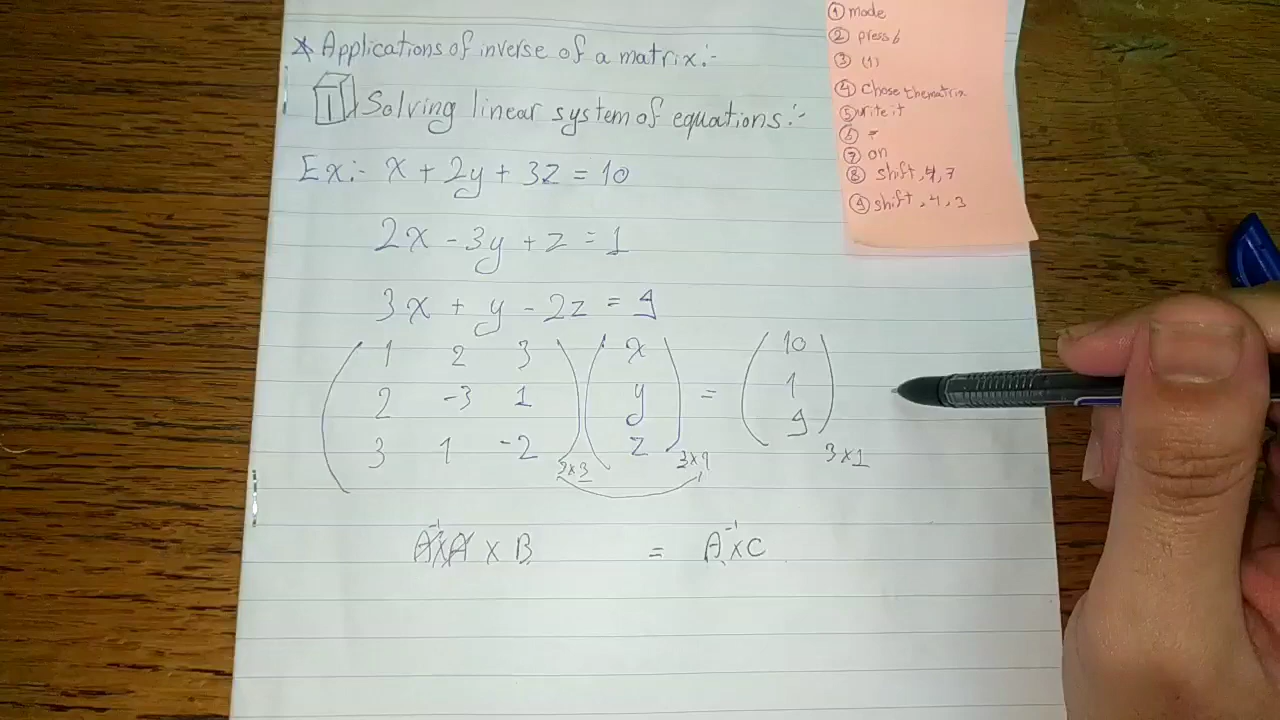 * Applications of inverse of a matrix:-
1 Solving linear system of equations:-
Ex:- x + 2y + 3z = 10
2x - 3y + z = 1
3x + y - 2z = 9
( 1 2 3 ) ( x ) = ( 10 )
2 -3 1 y 1
3 1 -2 z 9
3x3 3x1 3x1
A⁻¹xA x B = A⁻¹xC
① mode
② press 6
③ (1)
④ chose the matrix
⑤ write it
⑥ =
⑦ on
⑧ shift, 4, 7
⑨ shift, 4, 3